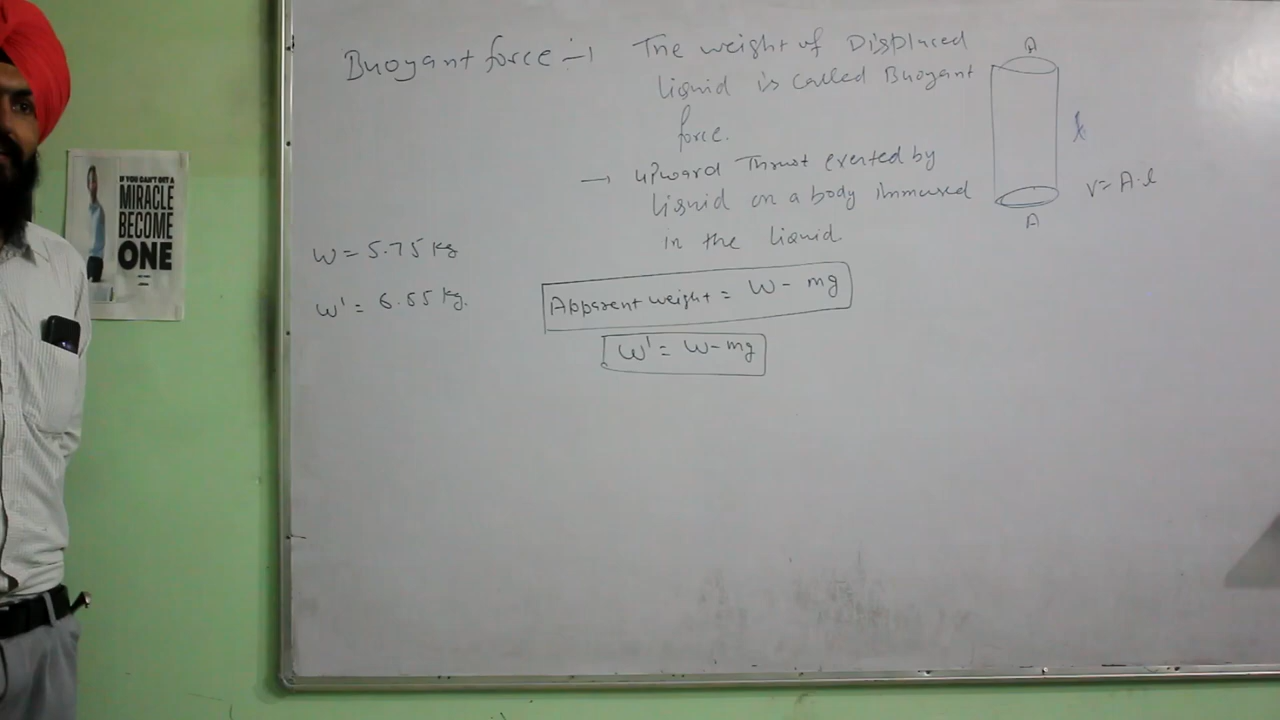 Buoyant force :-
The weight of Displaced
liquid is called Buoyant
force.
→ upward Thrust exerted by
liquid on a body immersed
in the liquid.
A
l
V = A·l
A
W = 5.75 kg
W' = 6.55 kg.
Apparent weight = W - mg
W' = W - mg
IF YOU CAN'T GET A
MIRACLE
BECOME
ONE